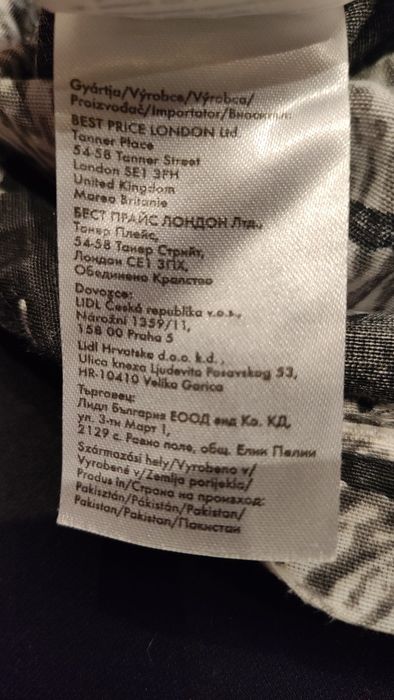 Gyártja/Výrobce/Výrobca/
Proizvođač/Importator/Вносител:
BEST PRICE LONDON Ltd.
Tanner Place
54-58 Tanner Street
London SE1 3FH
United Kingdom
Marea Britanie
БЕСТ ПРАЙС ЛОНДОН Лтд.,
Танер Плейс,
54-58 Танер Стрийт,
Лондон СЕ1 3ПХ,
Обединено Кралство
Dovozce:
LIDL Česká republika v.o.s.,
Nárožní 1359/11,
158 00 Praha 5
Lidl Hrvatska d.o.o. k.d.,
Ulica kneza Ljudevita Posavskog 53,
HR-10410 Velika Gorica
Търговец:
Лидл България ЕООД енд Ко. КД,
ул. 3-ти Март 1,
2129 с. Равно поле, общ. Елин Пелин
Származási hely/Vyrobeno v/
Vyrobené v/Zemlja porijekla/
Produs in/Страна на произход:
Pakisztán/Pákistán/Pakistan/
Pakistan/Pakistan/Пакистан